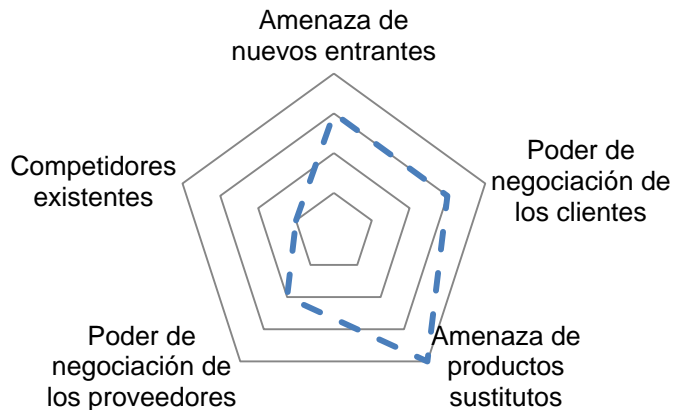 Amenaza de
nuevos entrantes
Poder de
negociación de
los clientes
Amenaza de
productos
sustitutos
Poder de
negociación de
los proveedores
Competidores
existentes